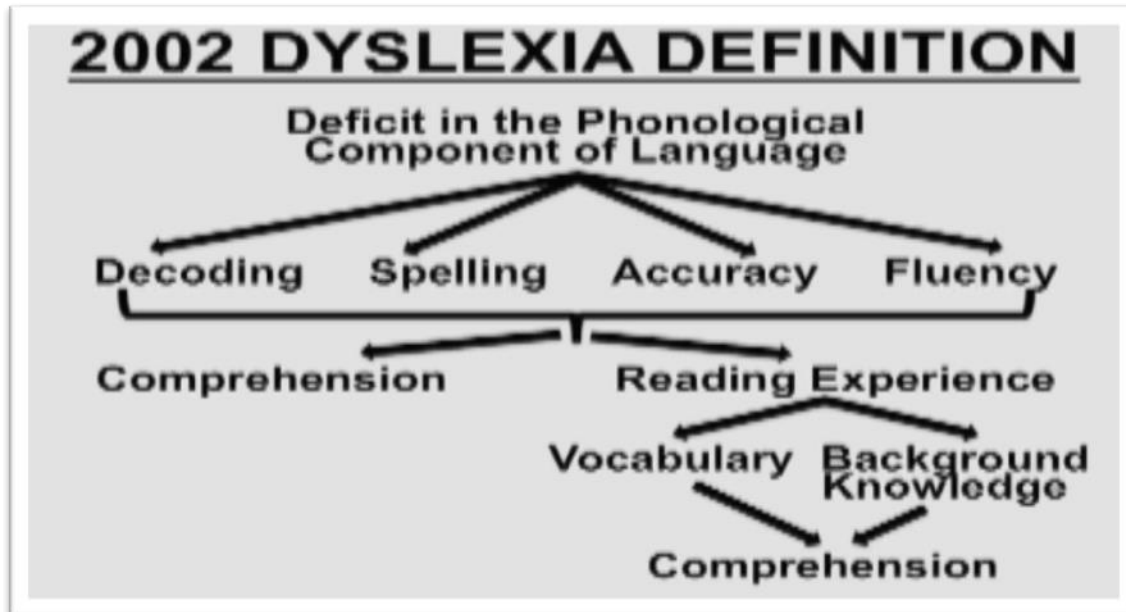 2002 DYSLEXIA DEFINITION
Deficit in the Phonological
Component of Language
Decoding Spelling Accuracy Fluency
Comprehension Reading Experience
Vocabulary Background
Knowledge
Comprehension